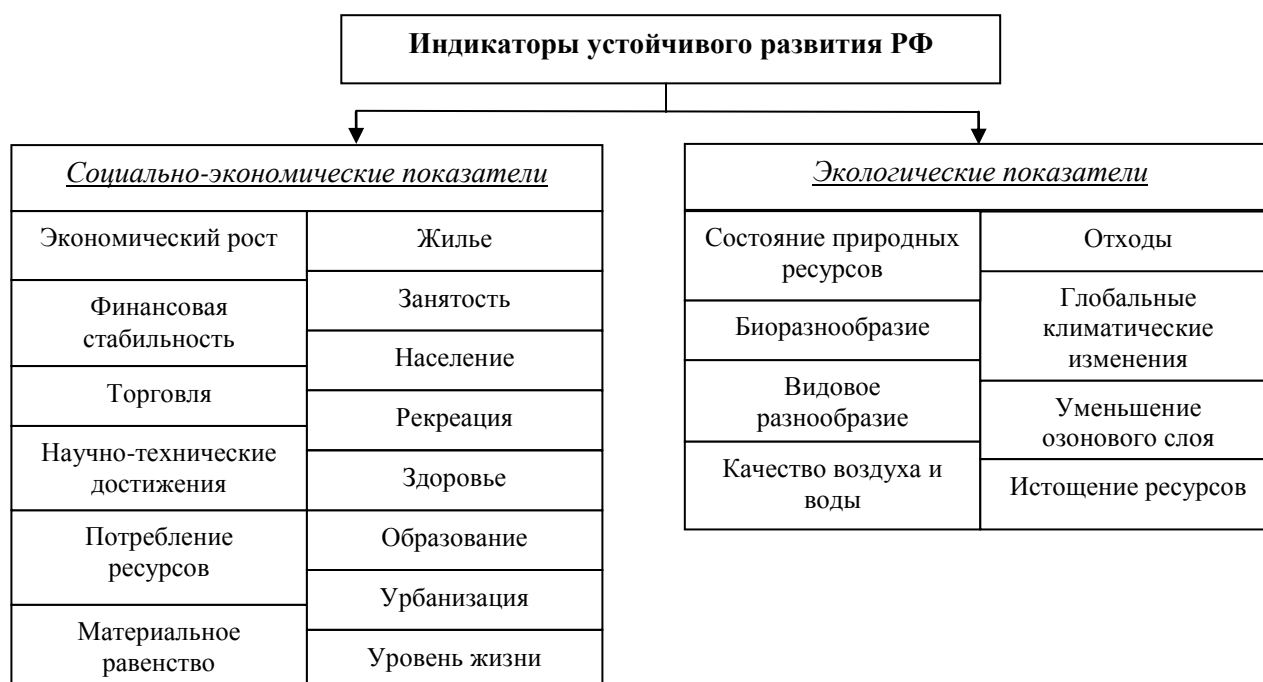 Индикаторы устойчивого развития РФ
Социально-экономические показатели
Экономический рост
Финансовая
стабильность
Торговля
Научно-технические
достижения
Потребление
ресурсов
Материальное
равенство
Жилье
Занятость
Население
Рекреация
Здоровье
Образование
Урбанизация
Уровень жизни
Экологические показатели
Состояние природных
ресурсов
Биоразнообразие
Видовое
разнообразие
Качество воздуха и
воды
Отходы
Глобальные
климатические
изменения
Уменьшение
озонового слоя
Истощение ресурсов